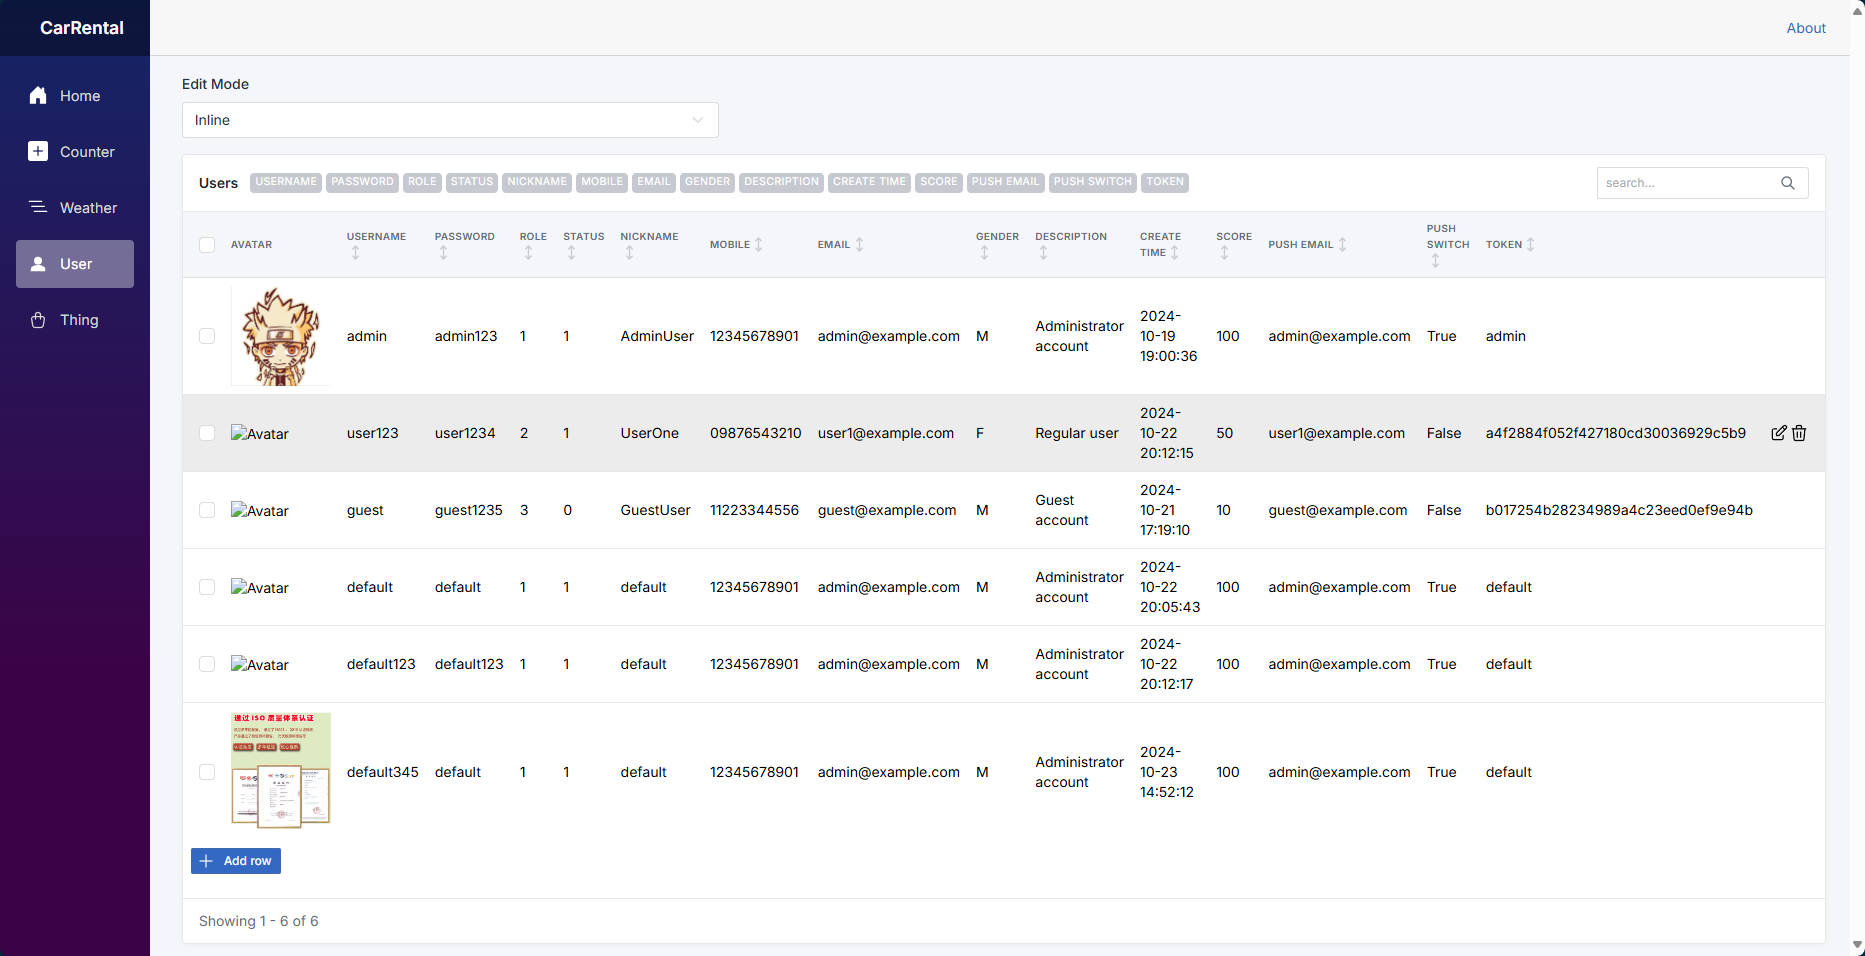 CarRental
About
Home
Counter
Weather
User
Thing
Edit Mode
Inline
Users USERNAME PASSWORD ROLE STATUS NICKNAME MOBILE EMAIL GENDER DESCRIPTION CREATE TIME SCORE PUSH EMAIL PUSH SWITCH TOKEN
search...
AVATAR USERNAME PASSWORD ROLE STATUS NICKNAME MOBILE EMAIL GENDER DESCRIPTION CREATE TIME SCORE PUSH EMAIL PUSH SWITCH TOKEN
admin admin123 1 1 AdminUser 12345678901 admin@example.com M Administrator account 2024-10-19 19:00:36 100 admin@example.com True admin
Avatar user123 user1234 2 1 UserOne 09876543210 user1@example.com F Regular user 2024-10-22 20:12:15 50 user1@example.com False a4f2884f052f427180cd30036929c5b9
Avatar guest guest1235 3 0 GuestUser 11223344556 guest@example.com M Guest account 2024-10-21 17:19:10 10 guest@example.com False b017254b28234989a4c23eed0ef9e94b
Avatar default default 1 1 default 12345678901 admin@example.com M Administrator account 2024-10-22 20:05:43 100 admin@example.com True default
Avatar default123 default123 1 1 default 12345678901 admin@example.com M Administrator account 2024-10-22 20:12:17 100 admin@example.com True default
通过 ISO 质量体系认证
default345 default 1 1 default 12345678901 admin@example.com M Administrator account 2024-10-23 14:52:12 100 admin@example.com True default
Add row
Showing 1 - 6 of 6